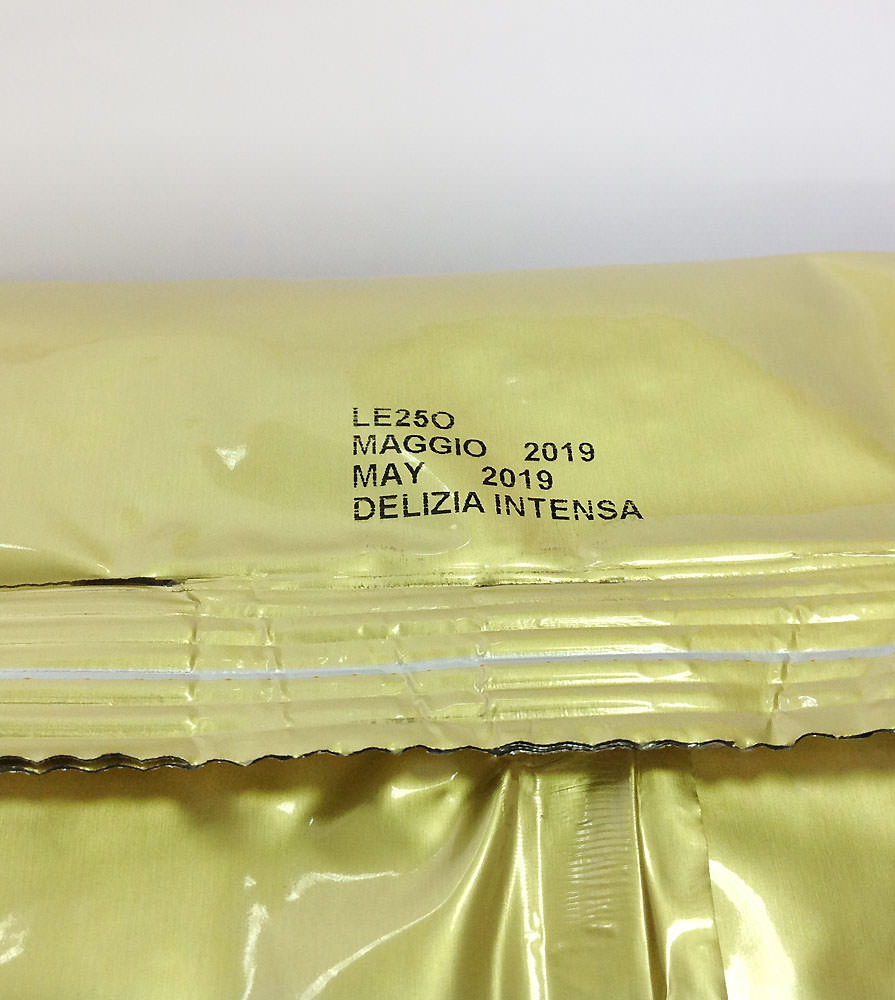 LE25O
MAGGIO 2019
MAY 2019
DELIZIA INTENSA